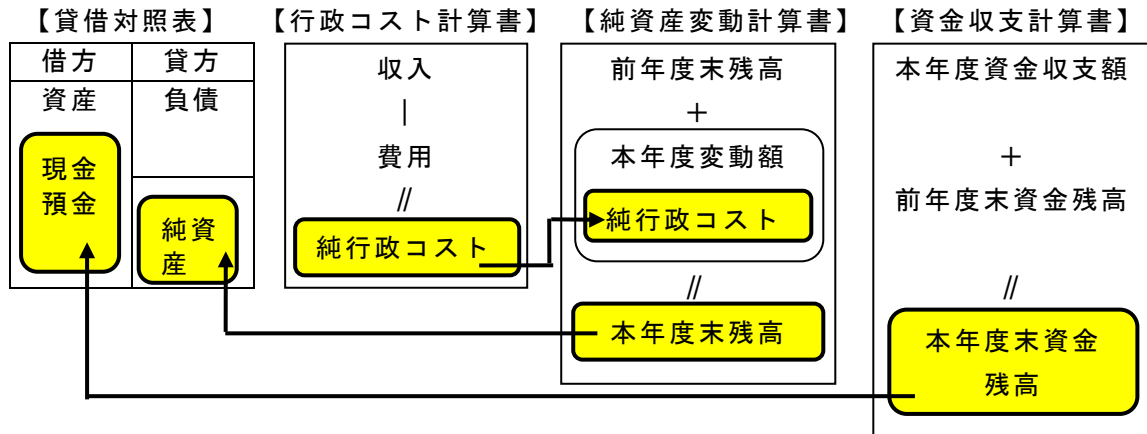 【貸借対照表】
借方 貸方
資産 負債
現金
預金
純資
産
【行政コスト計算書】
収入
｜
費用
〃
純行政コスト
【純資産変動計算書】
前年度末残高
＋
本年度変動額
純行政コスト
〃
本年度末残高
【資金収支計算書】
本年度資金収支額
＋
前年度末資金残高
〃
本年度末資金
残高